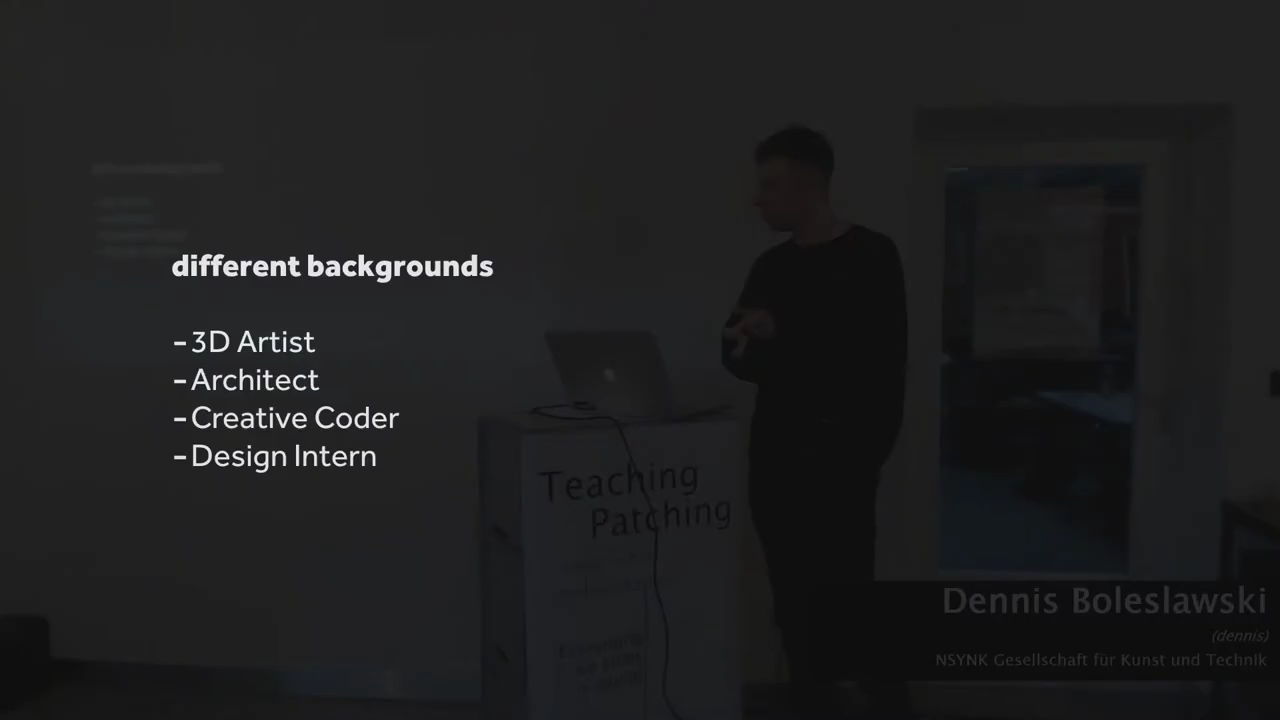 different backgrounds
-3D Artist
-Architect
-Creative Coder
-Design Intern
Teaching
Patching
Dennis Boleslawski
(dennis)
NSYNK Gesellschaft für Kunst und Technik